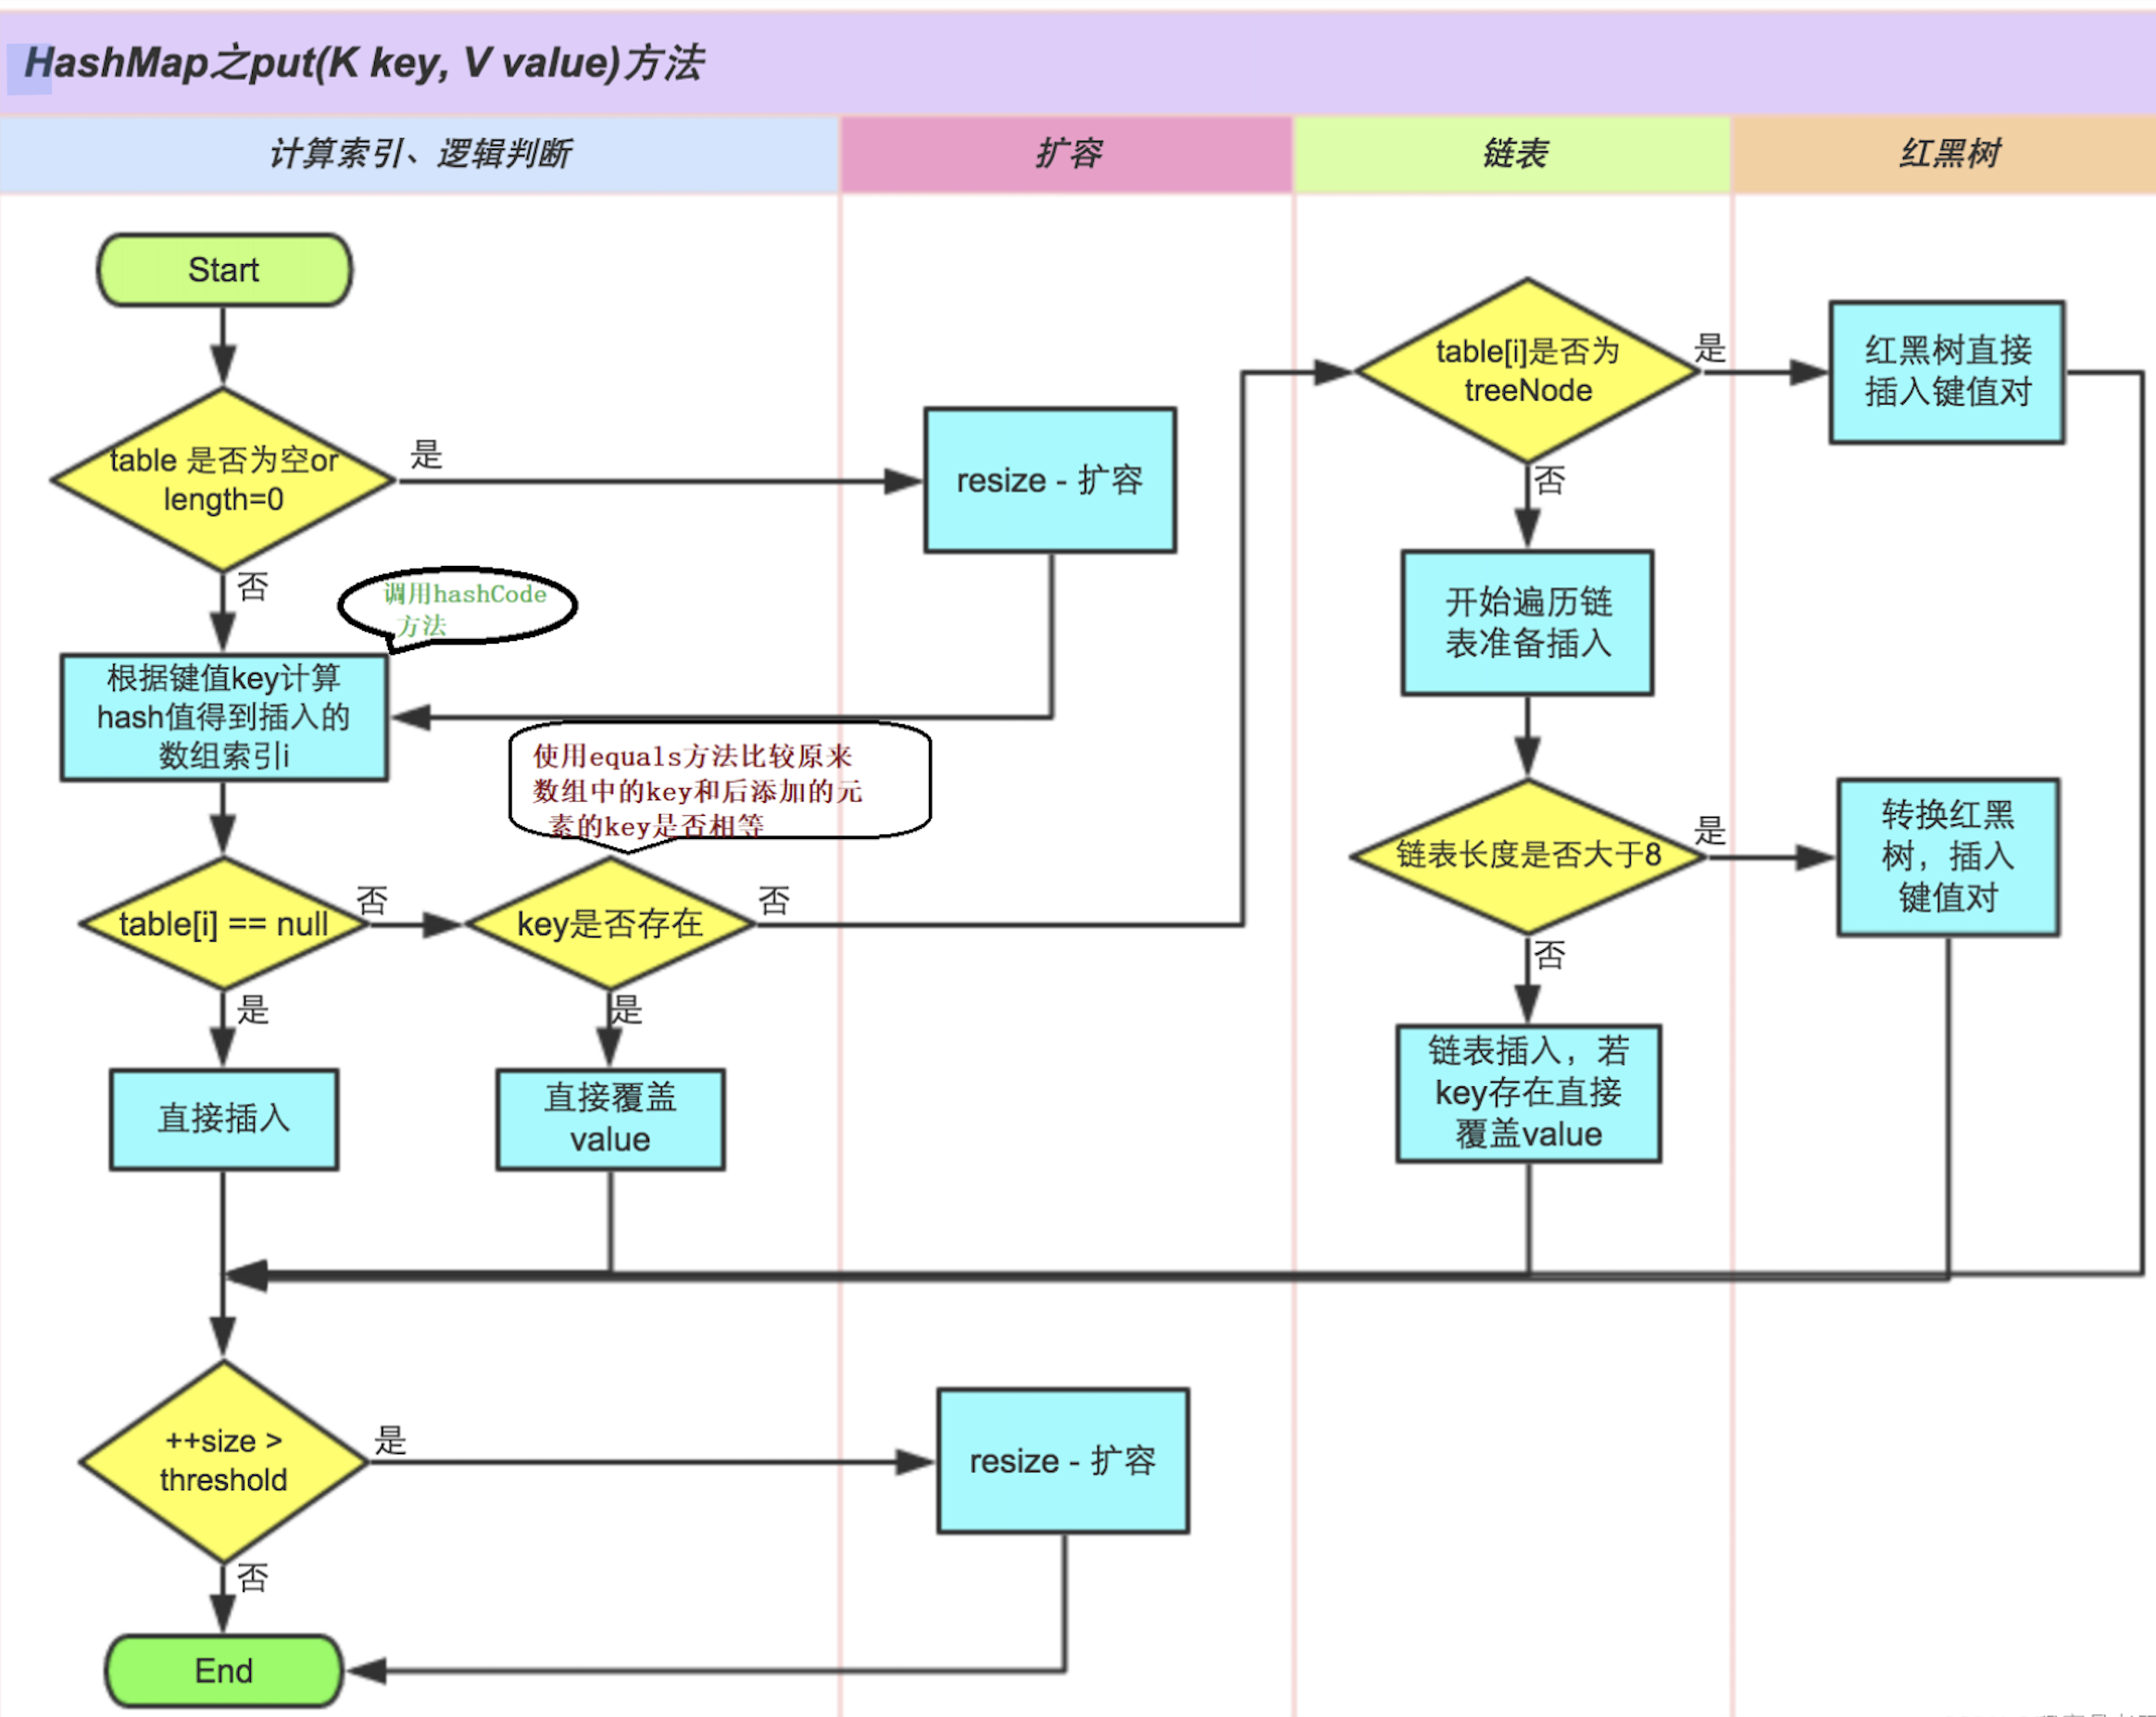 HashMap之put(K key, V value)方法
计算索引、逻辑判断
扩容
链表
红黑树
Start
table 是否为空or
length=0
是
否
resize - 扩容
调用hashCode
方法
根据键值key计算
hash值得到插入的
数组索引i
使用equals方法比较原来
数组中的key和后添加的元
素的key是否相等
table[i] == null
否
是
key是否存在
否
是
直接插入
直接覆盖
value
table[i]是否为
treeNode
是
否
红黑树直接
插入键值对
开始遍历链
表准备插入
链表长度是否大于8
是
否
转换红黑
树，插入
键值对
链表插入，若
key存在直接
覆盖value
++size >
threshold
是
否
resize - 扩容
End